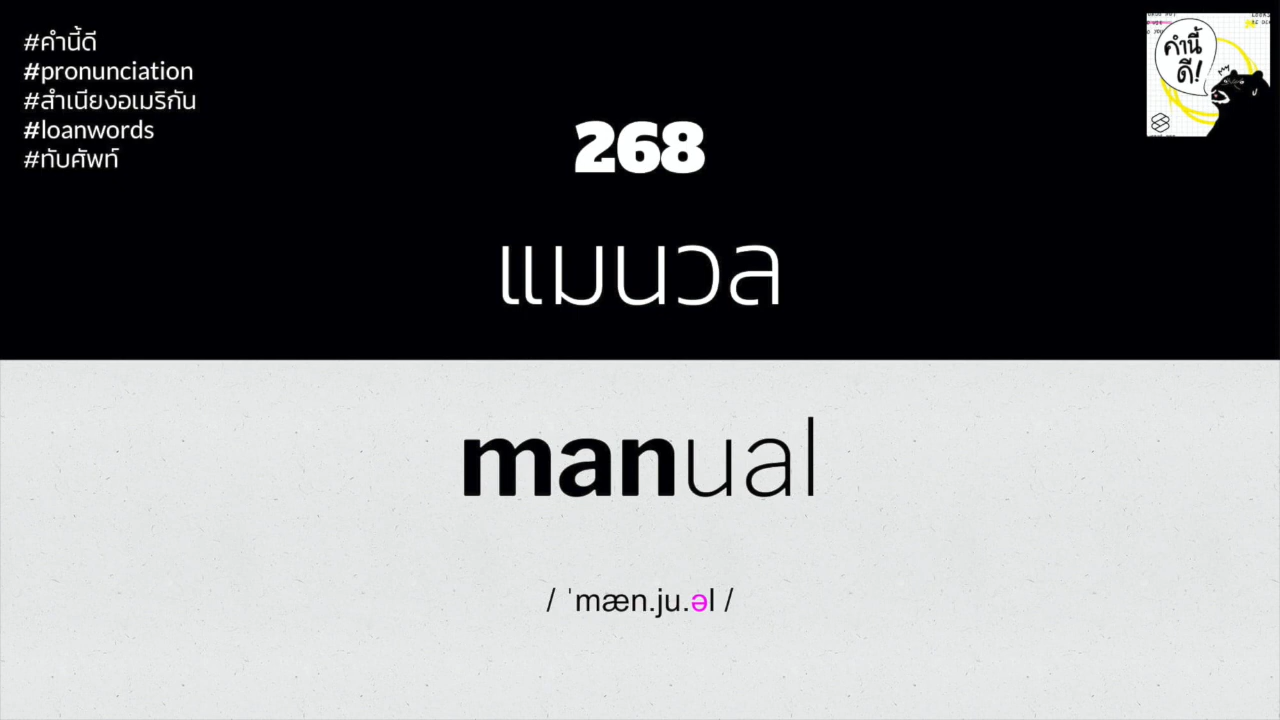 #คำนี้ดี
#pronunciation
#สำเนียงอเมริกัน
#loanwords
#ทับศัพท์
คำนี้
ดี!
268
แมนวล
manual
/ ˈmæn.ju.əl /